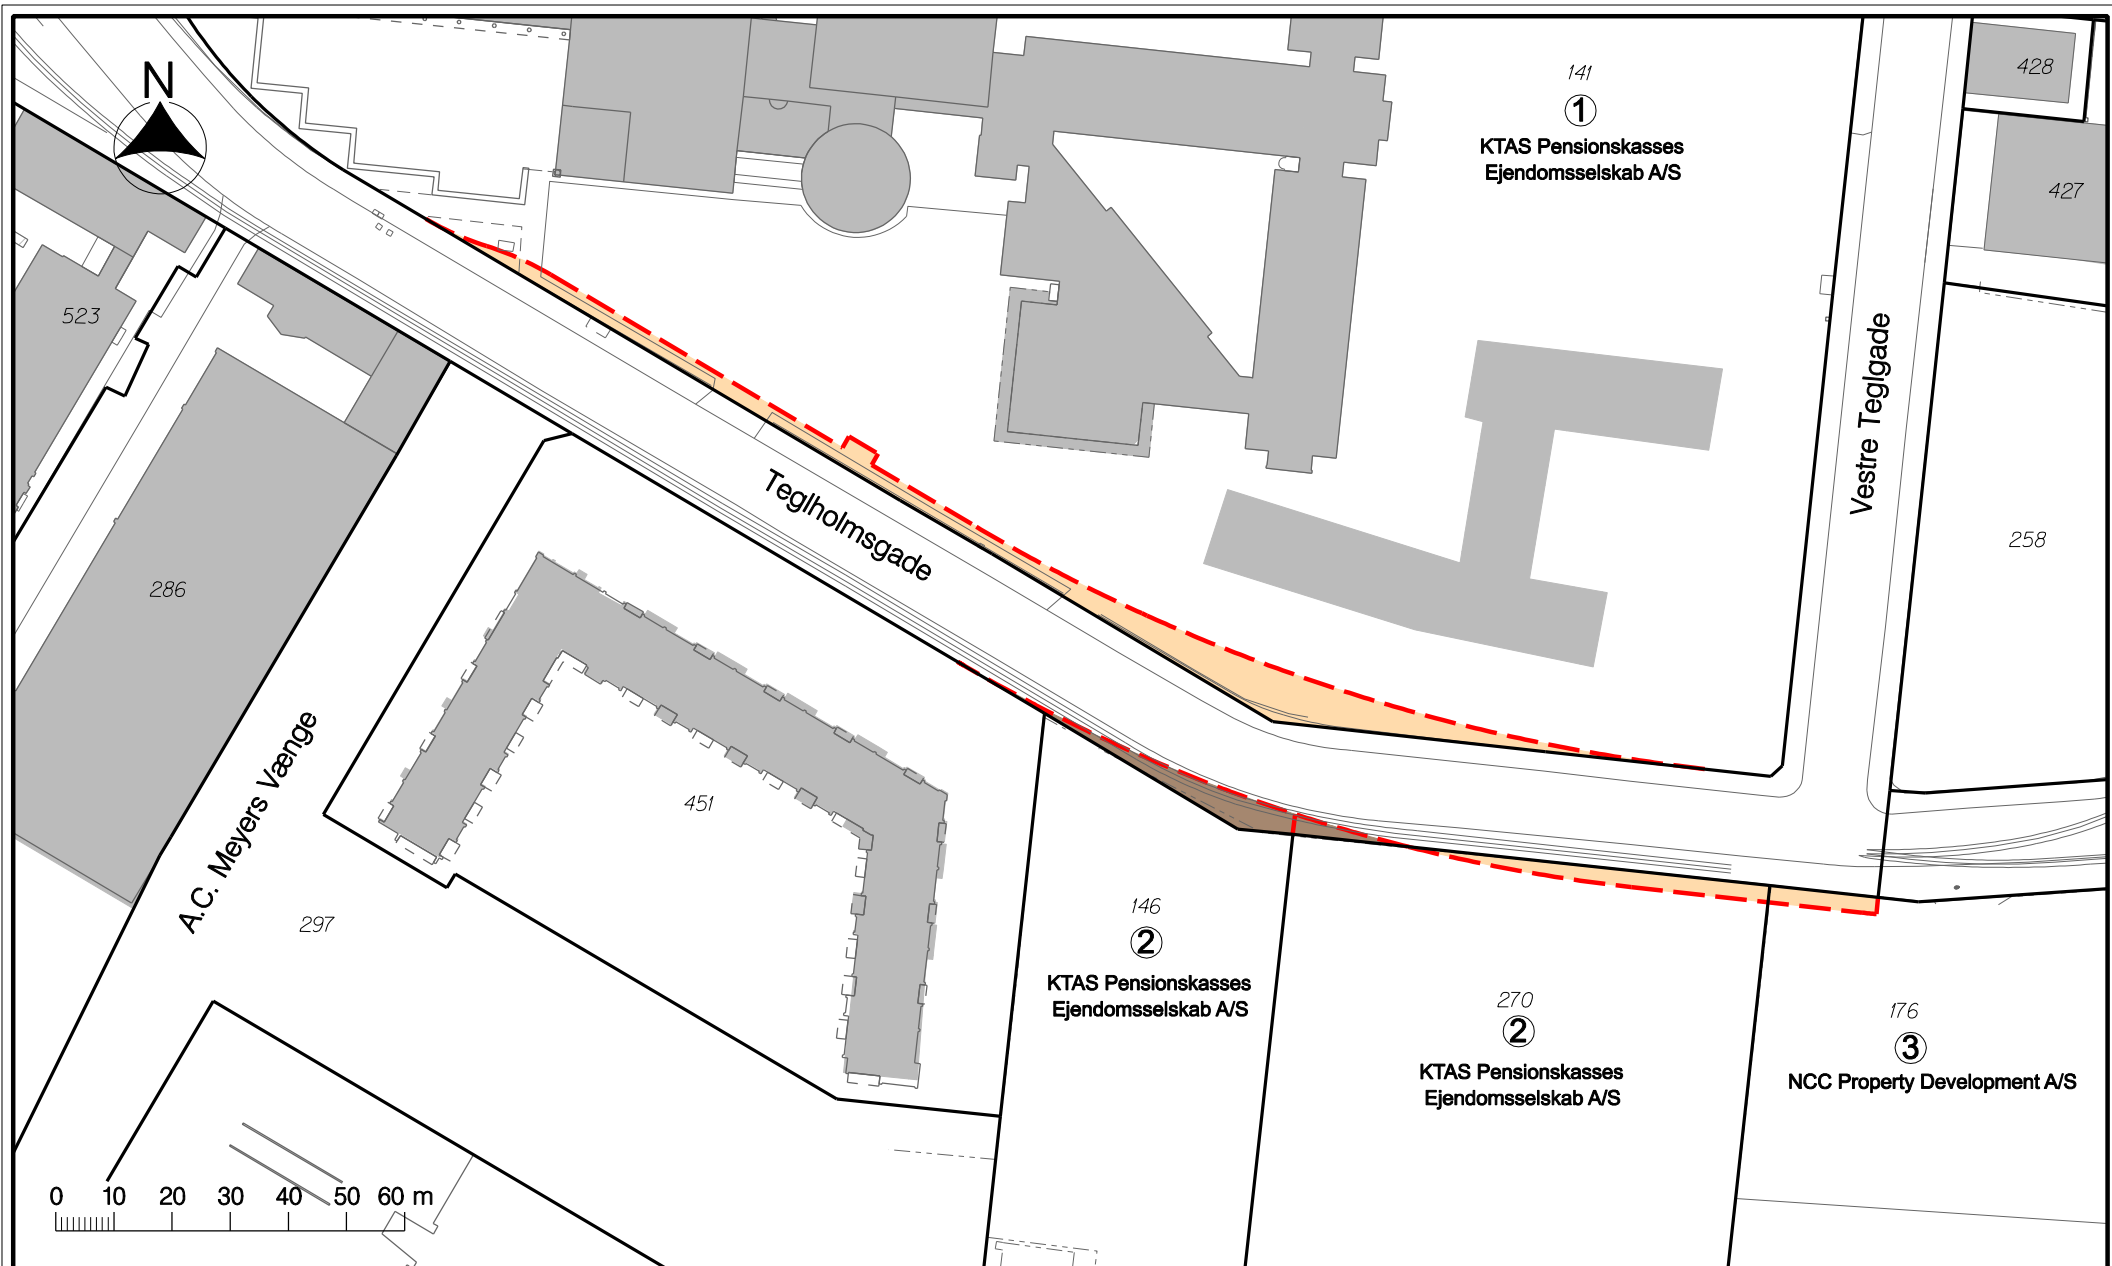 N
141
1
KTAS Pensionskasses
Ejendomsselskab A/S
428
427
523
Vestre Teglgade
Teglholmsgade
258
286
A.C. Meyers Vænge
451
297
146
2
KTAS Pensionskasses
Ejendomsselskab A/S
270
2
KTAS Pensionskasses
Ejendomsselskab A/S
176
3
NCC Property Development A/S
0 10 20 30 40 50 60 m